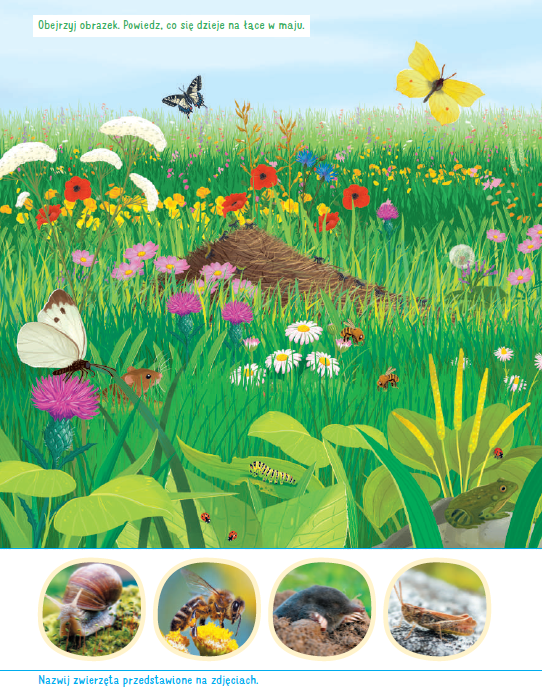 Obejrzyj obrazek. Powiedz, co się dzieje na łące w maju.
Nazwij zwierzęta przedstawione na zdjęciach.